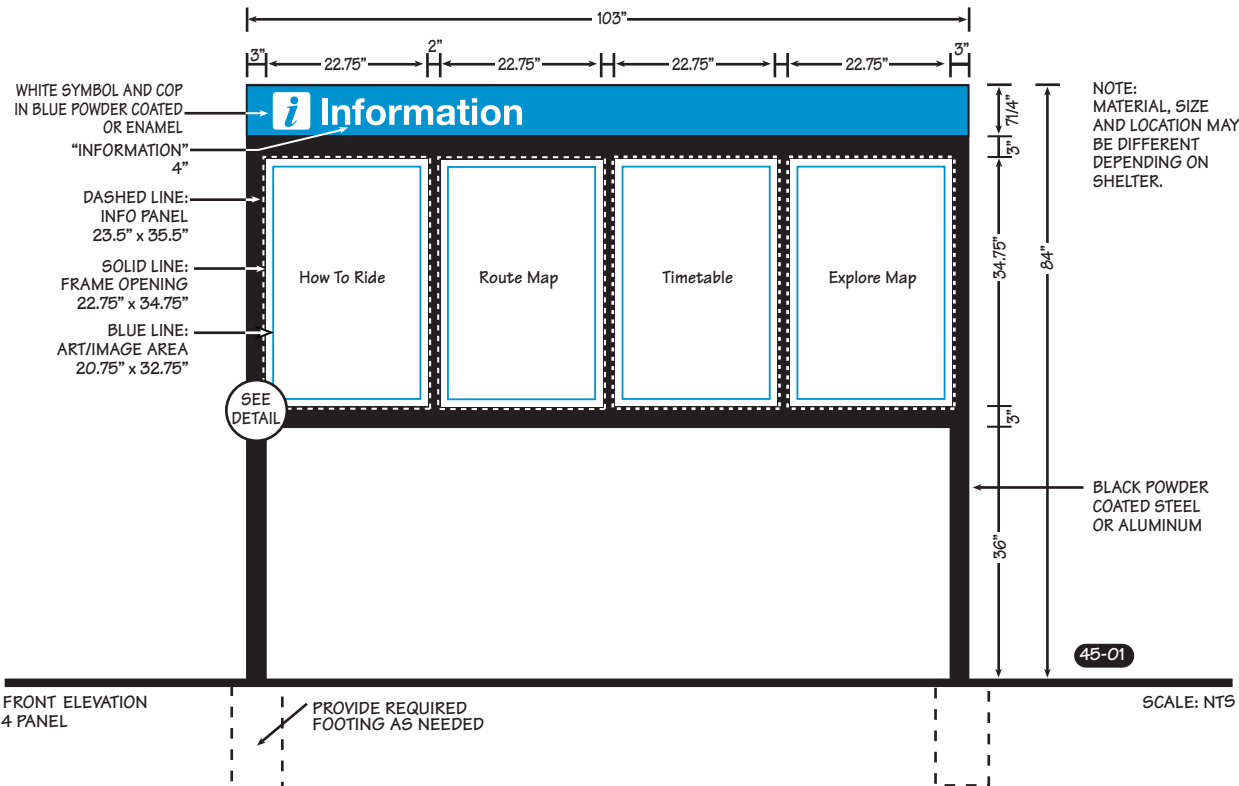 103”
3”
22.75”
2”
22.75”
22.75”
22.75”
3”
WHITE SYMBOL AND COP
IN BLUE POWDER COATED
OR ENAMEL
“INFORMATION”
4”
DASHED LINE:
INFO PANEL
23.5” x 35.5”
SOLID LINE:
FRAME OPENING
22.75” x 34.75”
BLUE LINE:
ART/IMAGE AREA
20.75” x 32.75”
i Information
How To Ride
Route Map
Timetable
Explore Map
SEE
DETAIL
71/4”
3”
34.75”
3”
36”
84”
NOTE:
MATERIAL, SIZE
AND LOCATION MAY
BE DIFFERENT
DEPENDING ON
SHELTER.
BLACK POWDER
COATED STEEL
OR ALUMINUM
45-01
FRONT ELEVATION
4 PANEL
PROVIDE REQUIRED
FOOTING AS NEEDED
SCALE: NTS